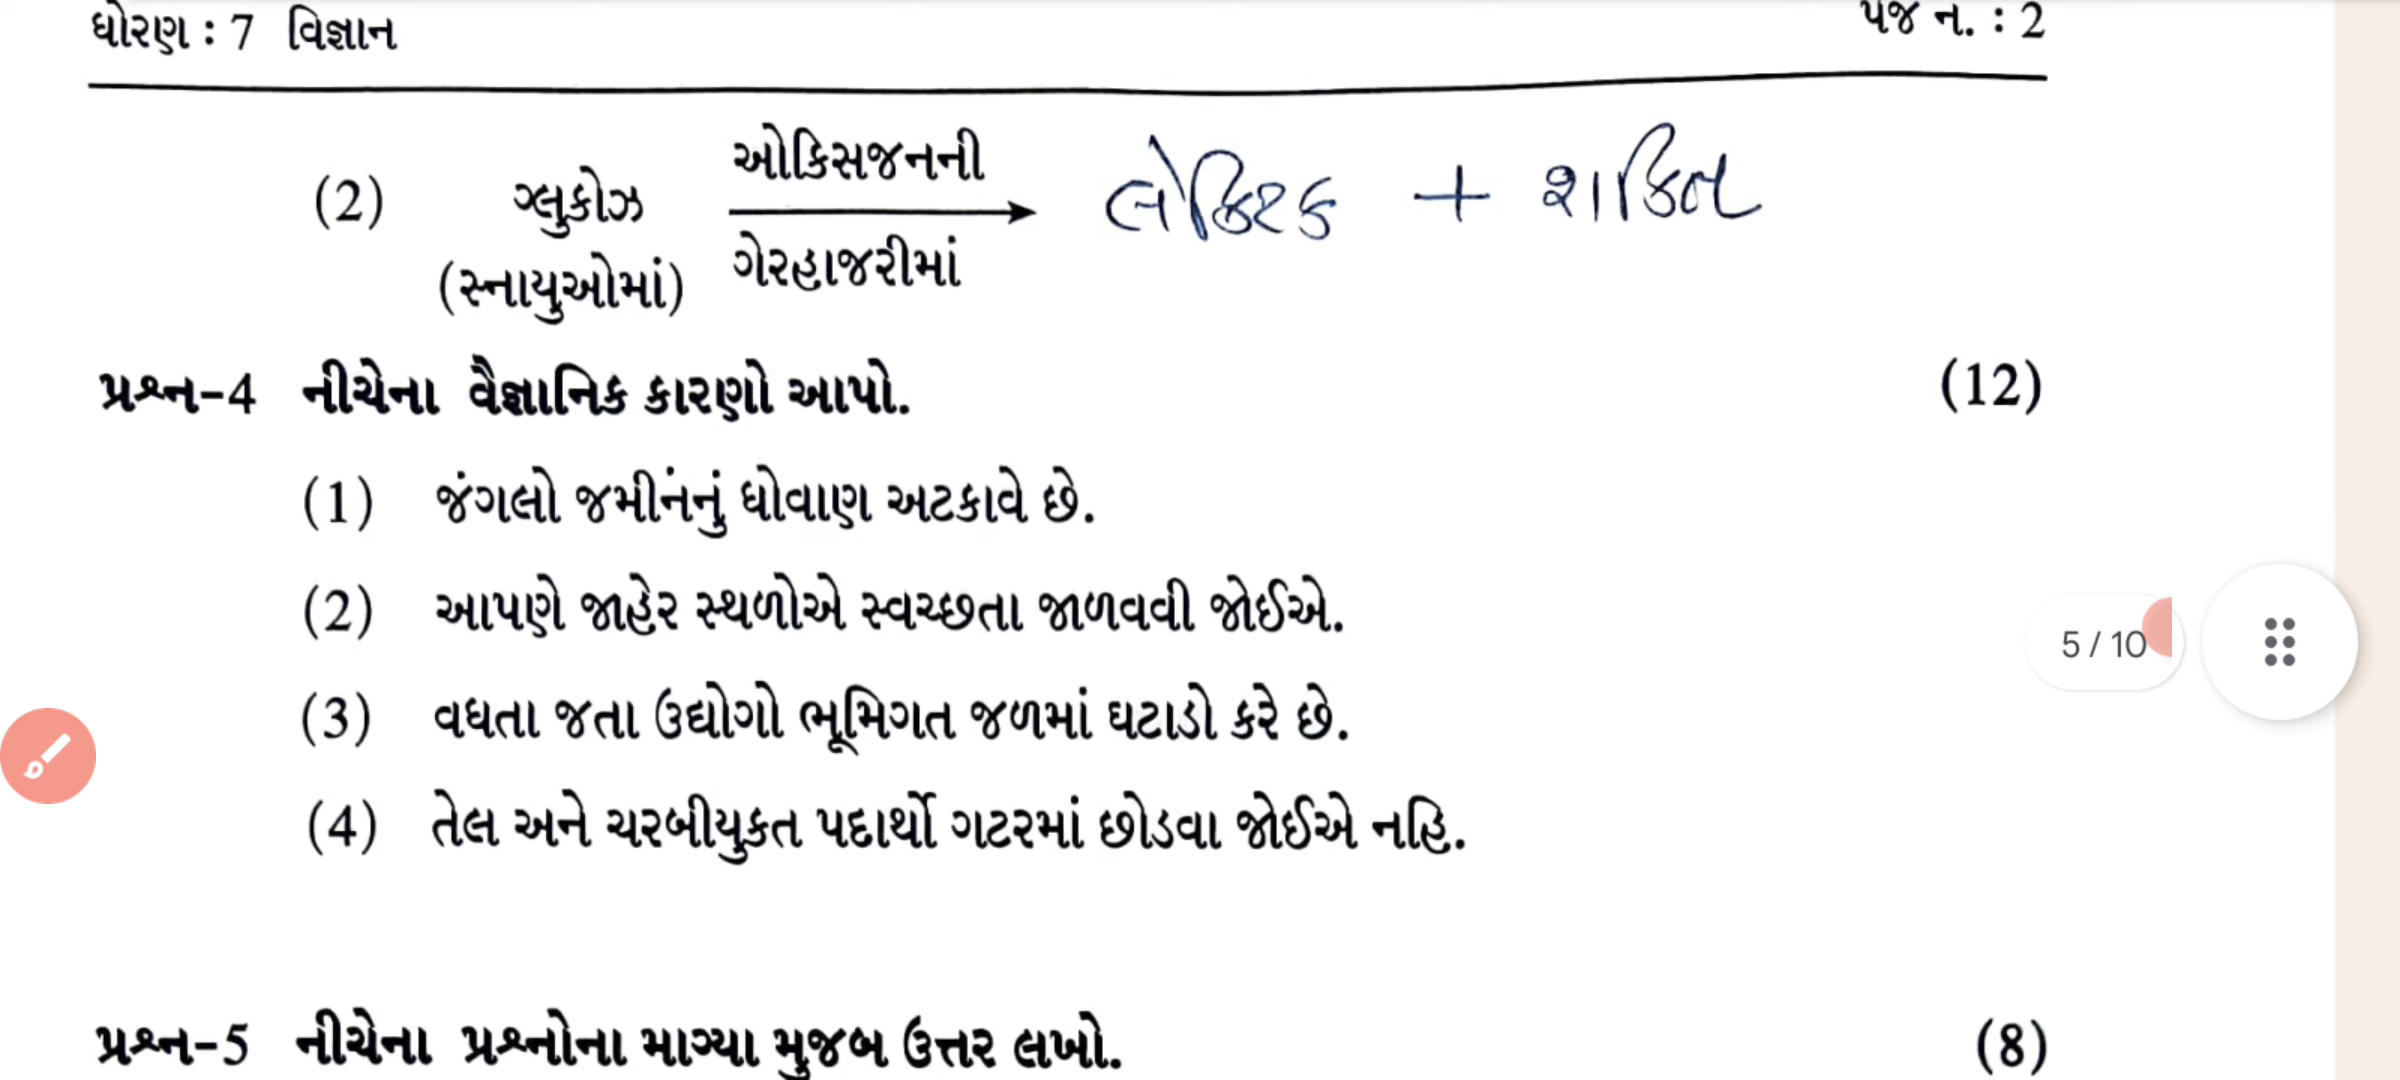 ધોરણ : 7 વિજ્ઞાન પેજ નં. : 2
(2) ગ્લુકોઝ ઓકિસજનની લેક્ટિક + શક્તિ
(સ્નાયુઓમાં) ગેરહાજરીમાં
પ્રશ્ન-4 નીચેના વૈજ્ઞાનિક કારણો આપો. (12)
(1) જંગલો જમીનંનું ધોવાણ અટકાવે છે.
(2) આપણે જાહેર સ્થળોએ સ્વચ્છતા જાળવવી જોઈએ.
(3) વધતા જતા ઉદ્યોગો ભૂમિગત જળમાં ઘટાડો કરે છે.
5 / 10
(4) તેલ અને ચરબીયુકત પદાર્થો ગટરમાં છોડવા જોઈએ નહિ.
પ્રશ્ન-5 નીચેના પ્રશ્નોના માગ્યા મુજબ ઉત્તર લખો. (8)